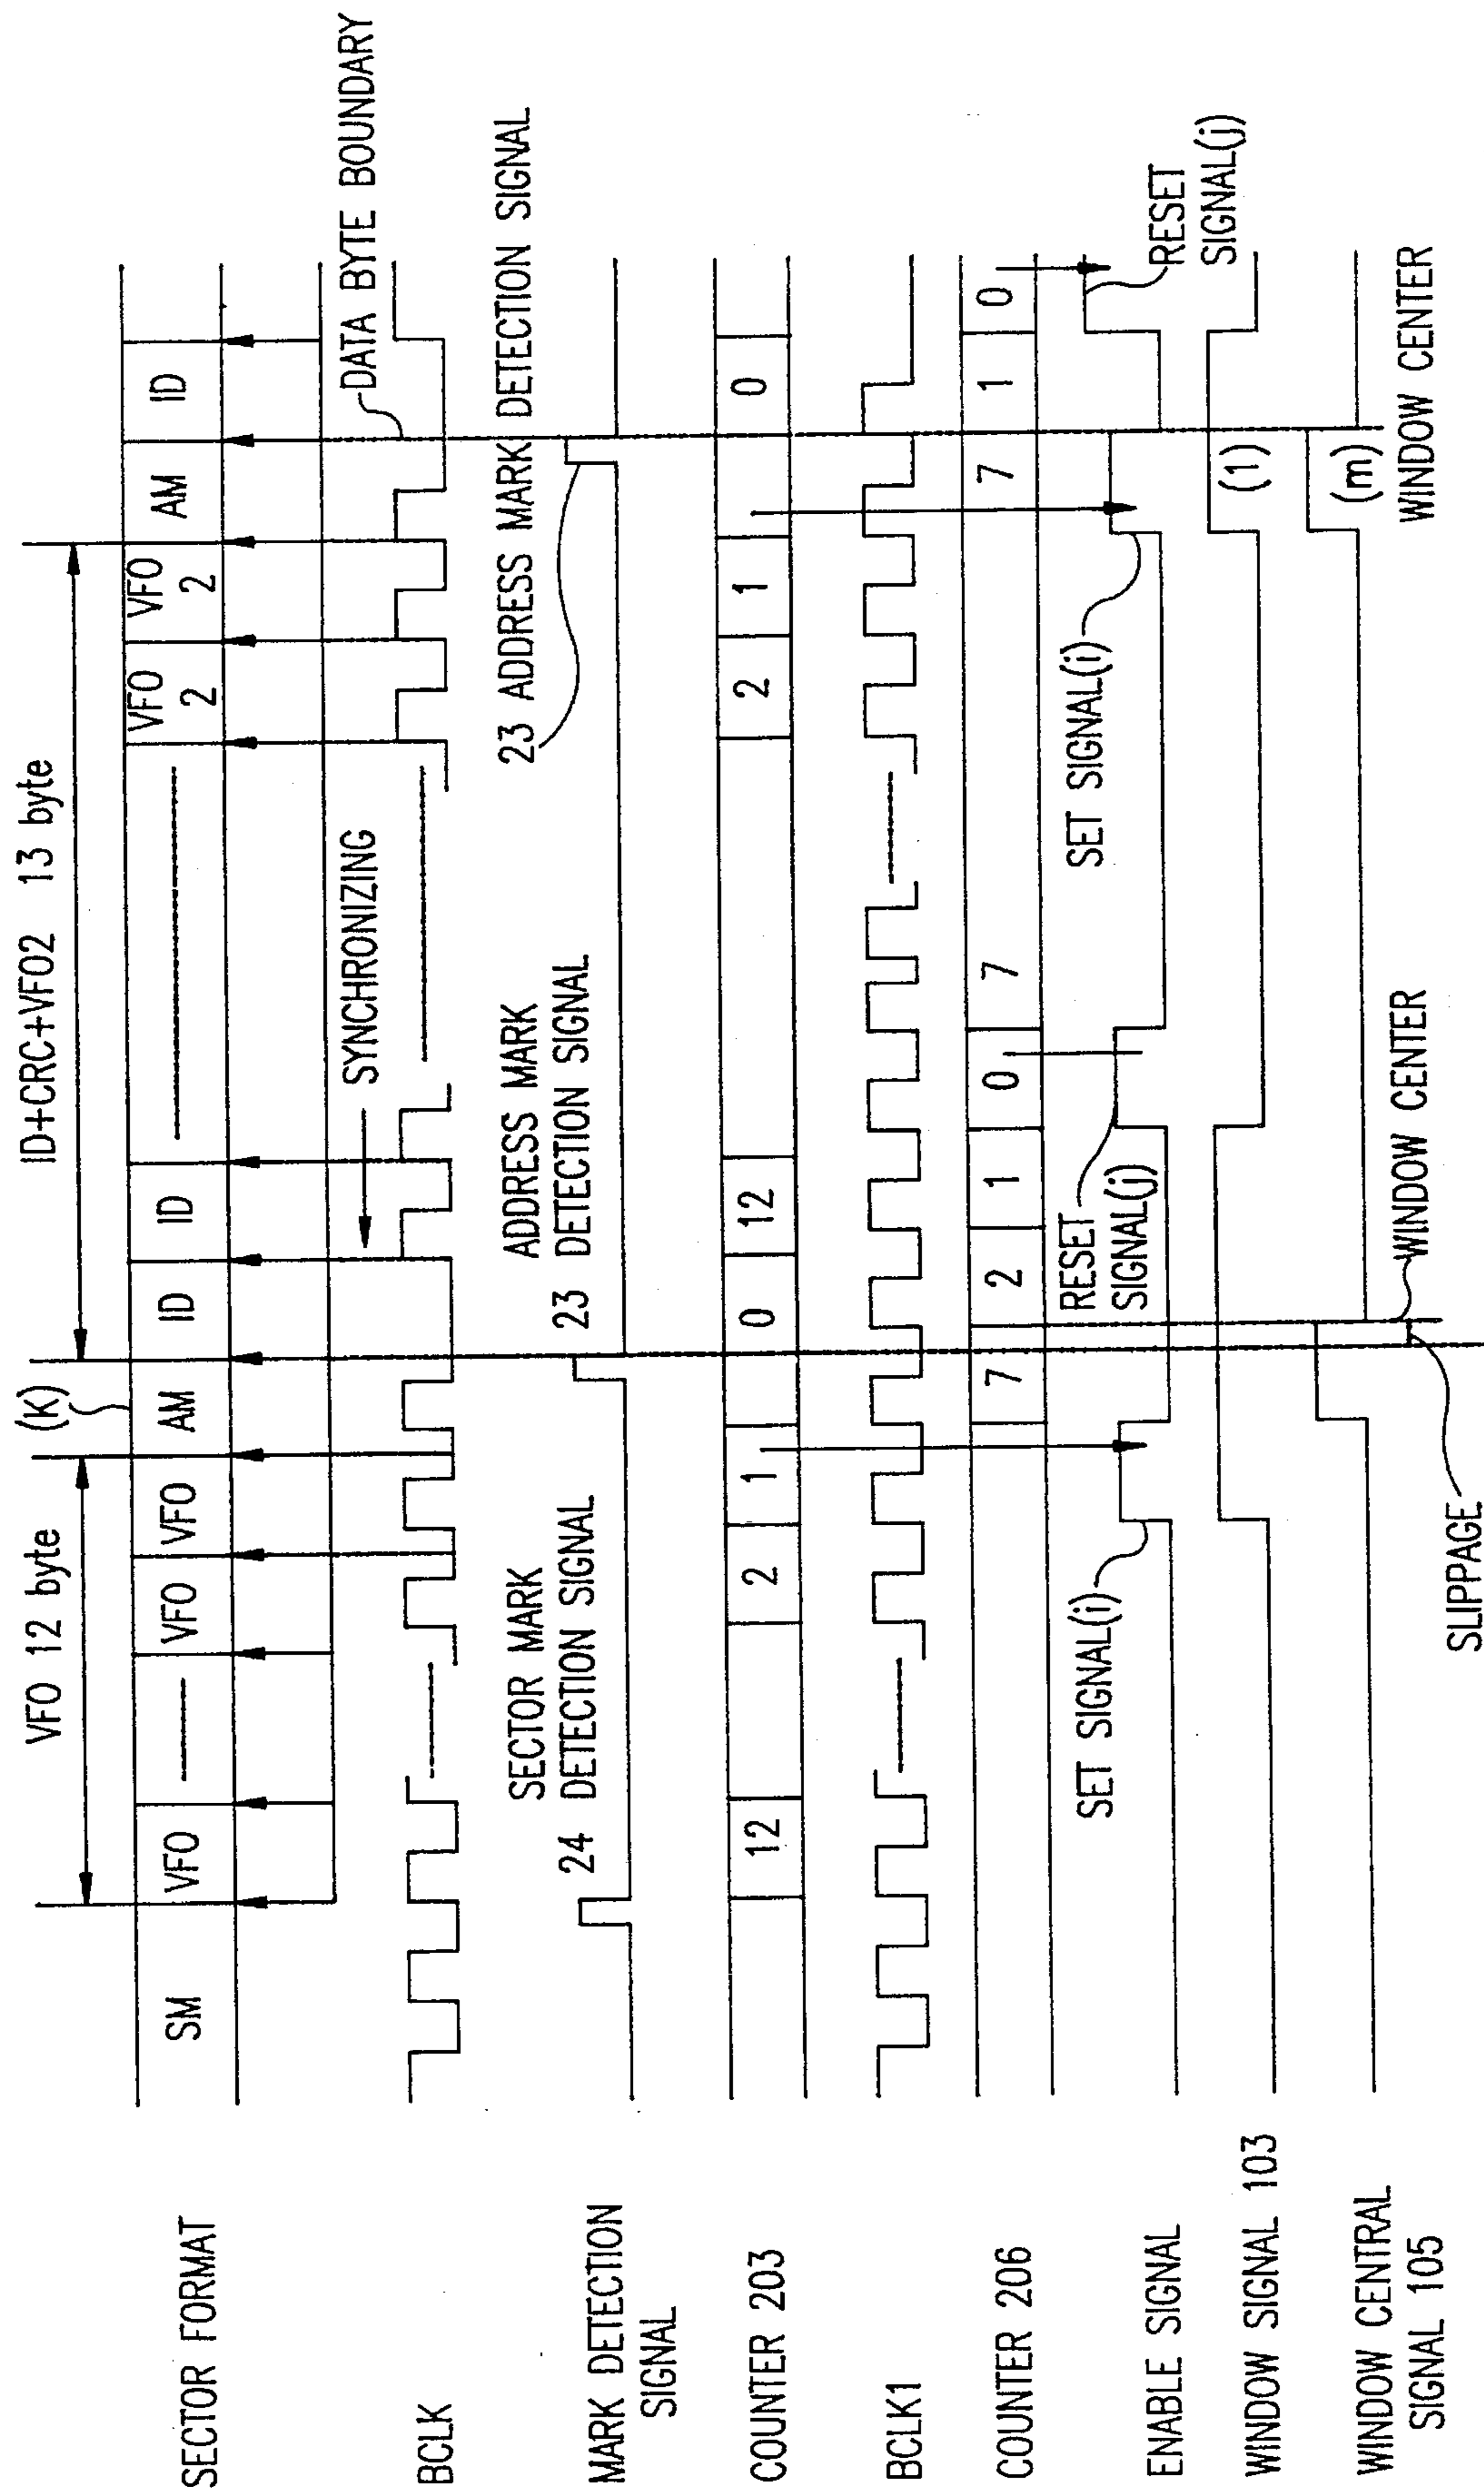 SECTOR FORMAT
VFO 12 byte
(K)
ID+CRC+VFO2 13 byte
SM
VFO
VFO
VFO
AM
ID
ID
VFO
2
VFO
2
AM
ID
BCLK
SYNCHRONIZING
DATA BYTE BOUNDARY
MARK DETECTION
SIGNAL
SECTOR MARK
24 DETECTION SIGNAL
ADDRESS MARK
23 DETECTION SIGNAL
23 ADDRESS MARK DETECTION SIGNAL
COUNTER 203
12
2
1
0
12
2
1
0
BCLK1
COUNTER 206
7
2
1
0
7
7
1
0
ENABLE SIGNAL
SET SIGNAL(i)
RESET
SIGNAL(j)
SET SIGNAL(i)
RESET
SIGNAL(j)
WINDOW SIGNAL 103
(1)
WINDOW CENTRAL
SIGNAL 105
(m)
SLIPPAGE
WINDOW CENTER
WINDOW CENTER